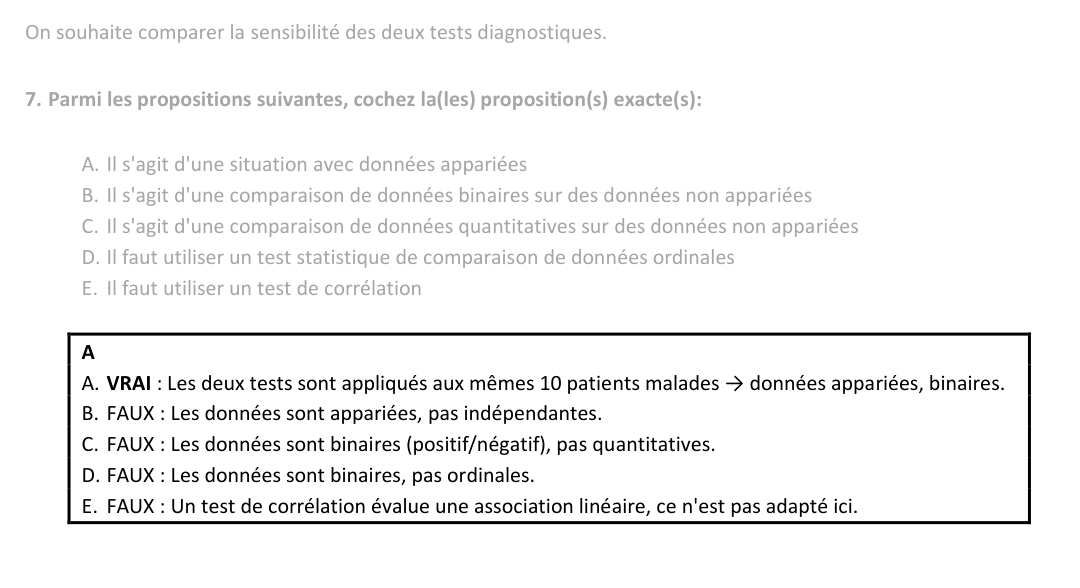 On souhaite comparer la sensibilité des deux tests diagnostiques.
7. Parmi les propositions suivantes, cochez la(les) proposition(s) exacte(s):
A. Il s'agit d'une situation avec données appariées
B. Il s'agit d'une comparaison de données binaires sur des données non appariées
C. Il s'agit d'une comparaison de données quantitatives sur des données non appariées
D. Il faut utiliser un test statistique de comparaison de données ordinales
E. Il faut utiliser un test de corrélation
A
A. VRAI : Les deux tests sont appliqués aux mêmes 10 patients malades → données appariées, binaires.
B. FAUX : Les données sont appariées, pas indépendantes.
C. FAUX : Les données sont binaires (positif/négatif), pas quantitatives.
D. FAUX : Les données sont binaires, pas ordinales.
E. FAUX : Un test de corrélation évalue une association linéaire, ce n'est pas adapté ici.